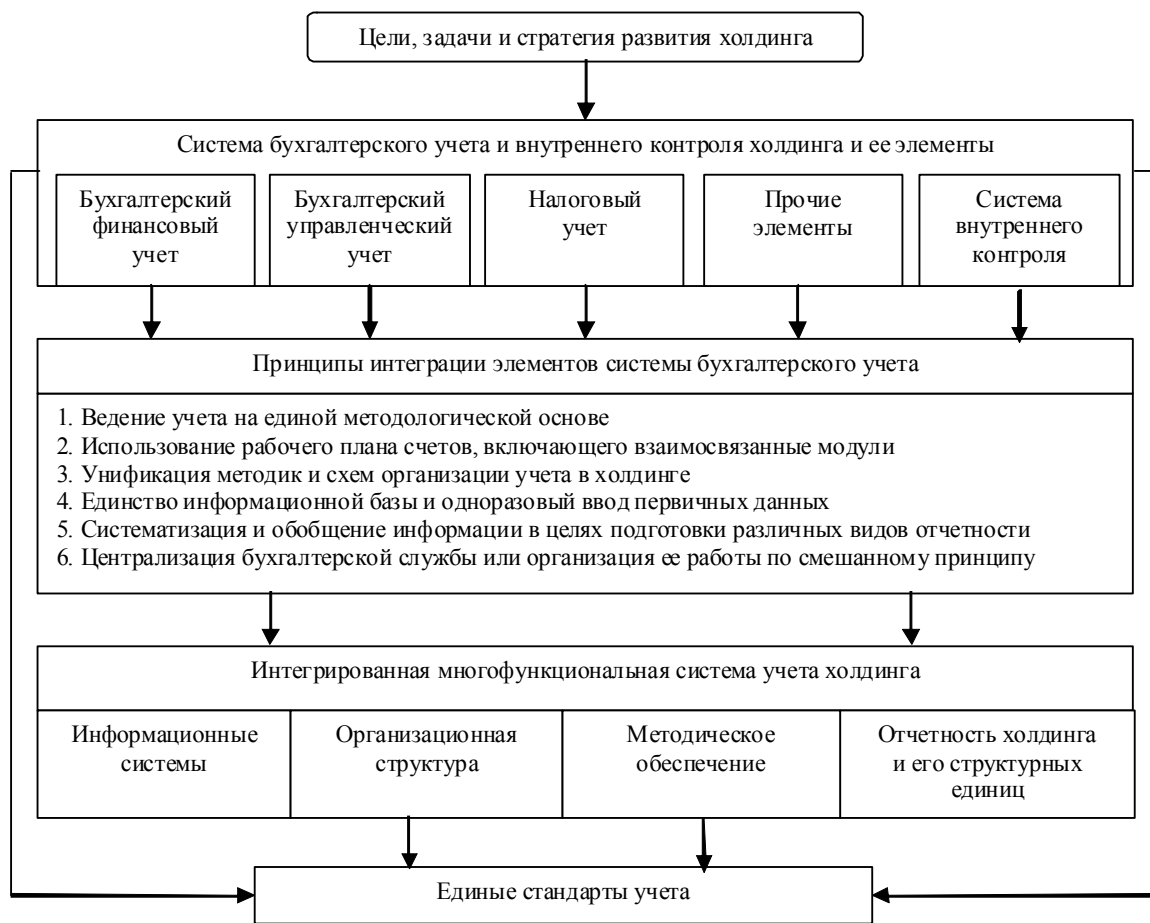 Цели, задачи и стратегия развития холдинга
Система бухгалтерского учета и внутреннего контроля холдинга и ее элементы
Бухгалтерский
финансовый
учет
Бухгалтерский
управленческий
учет
Налоговый
учет
Прочие
элементы
Система
внутреннего
контроля
Принципы интеграции элементов системы бухгалтерского учета
1. Ведение учета на единой методологической основе
2. Использование рабочего плана счетов, включающего взаимосвязанные модули
3. Унификация методик и схем организации учета в холдинге
4. Единство информационной базы и одноразовый ввод первичных данных
5. Систематизация и обобщение информации в целях подготовки различных видов отчетности
6. Централизация бухгалтерской службы или организация ее работы по смешанному принципу
Интегрированная многофункциональная система учета холдинга
Информационные
системы
Организационная
структура
Методическое
обеспечение
Отчетность холдинга
и его структурных
единиц
Единые стандарты учета